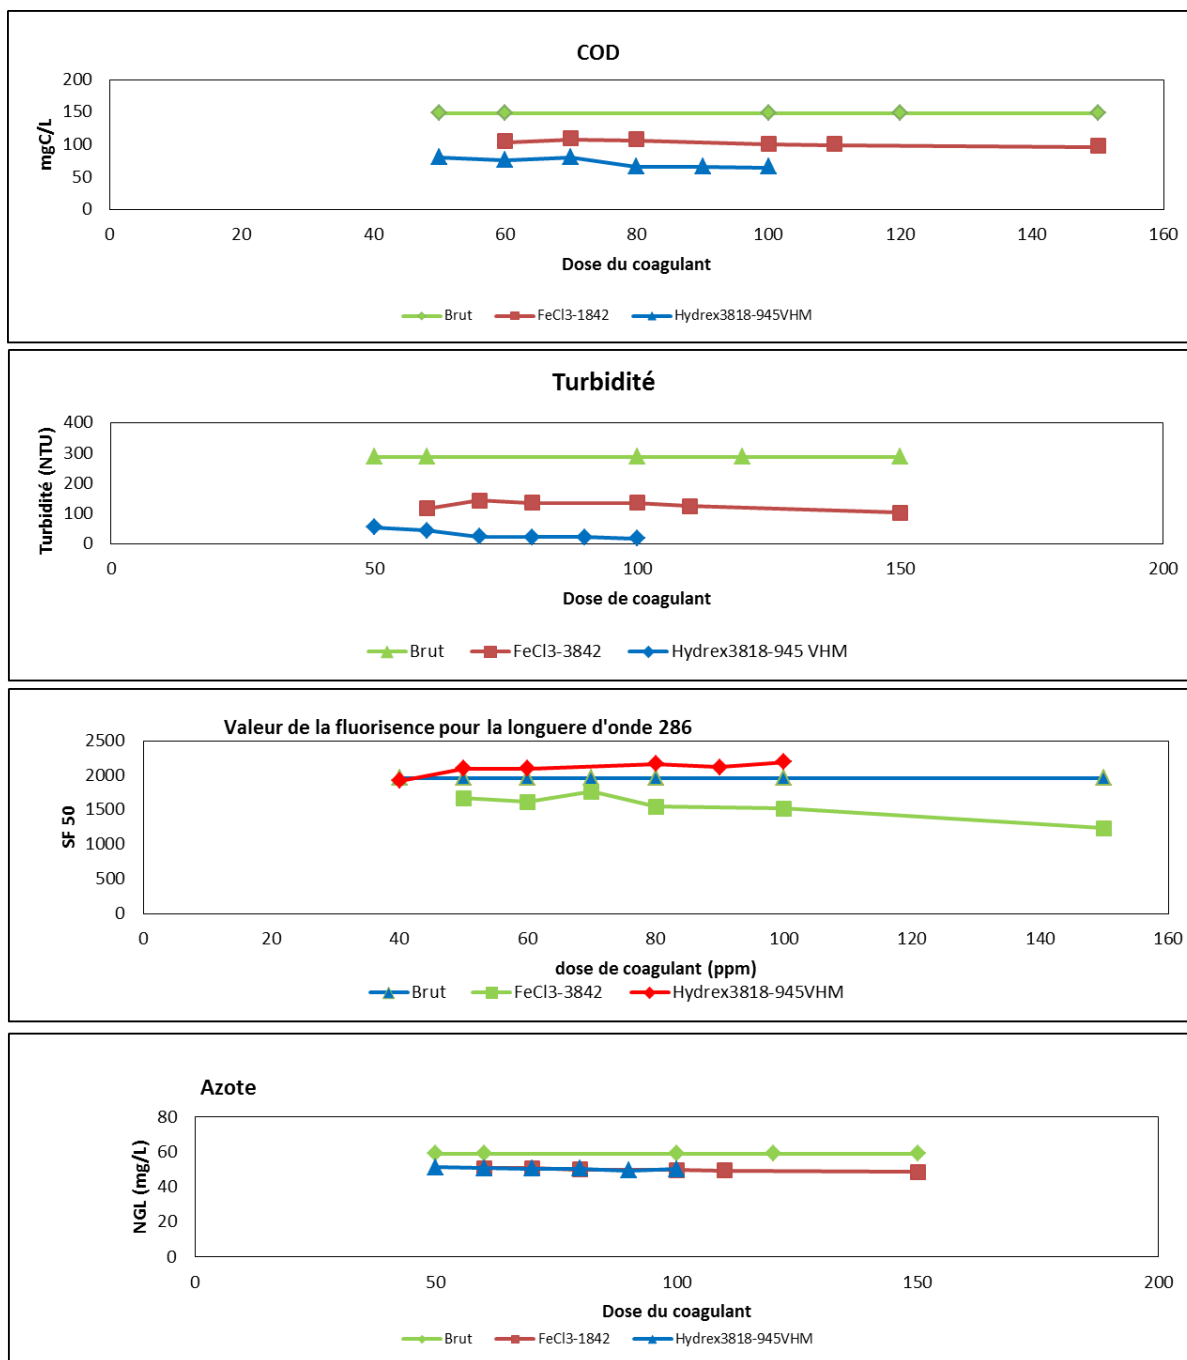 COD
200
150
100
50
0
mgC/L
0 20 40 60 80 100 120 140 160
Dose du coagulant
Brut FeCl3-1842 Hydrex3818-945VHM
Turbidité
400
300
200
100
0
Turbidité (NTU)
0 50 100 150 200
Dose de coagulant
Brut FeCl3-3842 Hydrex3818-945 VHM
Valeur de la fluorisence pour la longuere d'onde 286
2500
2000
1500
1000
500
0
SF 50
0 20 40 60 80 100 120 140 160
dose de coagulant (ppm)
Brut FeCl3-3842 Hydrex3818-945VHM
Azote
80
60
40
20
0
NGL (mg/L)
0 50 100 150 200
Dose du coagulant
Brut FeCl3-1842 Hydrex3818-945VHM